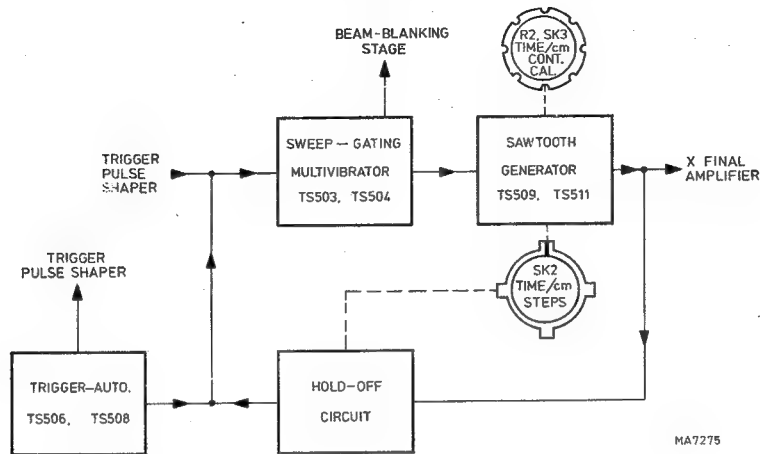 BEAM-BLANKING
STAGE
R2, SK3
TIME/cm
CONT.
CAL.
TRIGGER
PULSE
SHAPER
SWEEP-GATING
MULTIVIBRATOR
TS503, TS504
SAWTOOTH
GENERATOR
TS509, TS511
X FINAL
AMPLIFIER
TRIGGER
PULSE SHAPER
SK2
TIME/cm
STEPS
TRIGGER-AUTO.
TS506, TS508
HOLD-OFF
CIRCUIT
MA7275